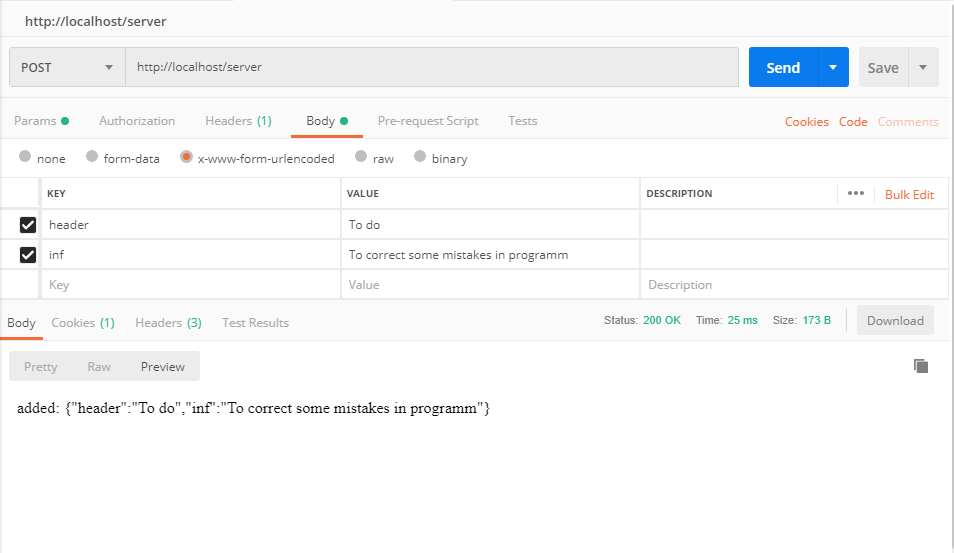 http://localhost/server
POST http://localhost/server Send Save
Params Authorization Headers (1) Body Pre-request Script Tests Cookies Code Comments
none form-data x-www-form-urlencoded raw binary
KEY VALUE DESCRIPTION ••• Bulk Edit
header To do
inf To correct some mistakes in programm
Key Value Description
Body Cookies (1) Headers (3) Test Results Status: 200 OK Time: 25 ms Size: 173 B Download
Pretty Raw Preview
added: {"header":"To do","inf":"To correct some mistakes in programm"}